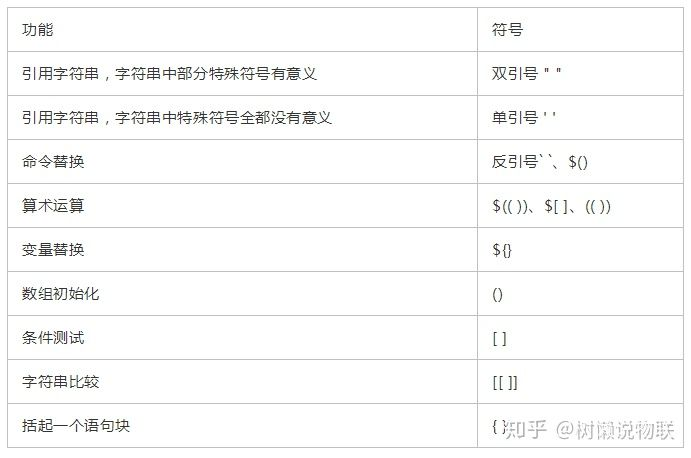 功能 符号
引用字符串，字符串中部分特殊符号有意义 双引号 " "
引用字符串，字符串中特殊符号全都没有意义 单引号 ' '
命令替换 反引号` `、$()
算术运算 $(( ))、$[ ]、(( ))
变量替换 ${}
数组初始化 ()
条件测试 [ ]
字符串比较 [[ ]]
括起一个语句块 { }
知乎 @树懒说物联